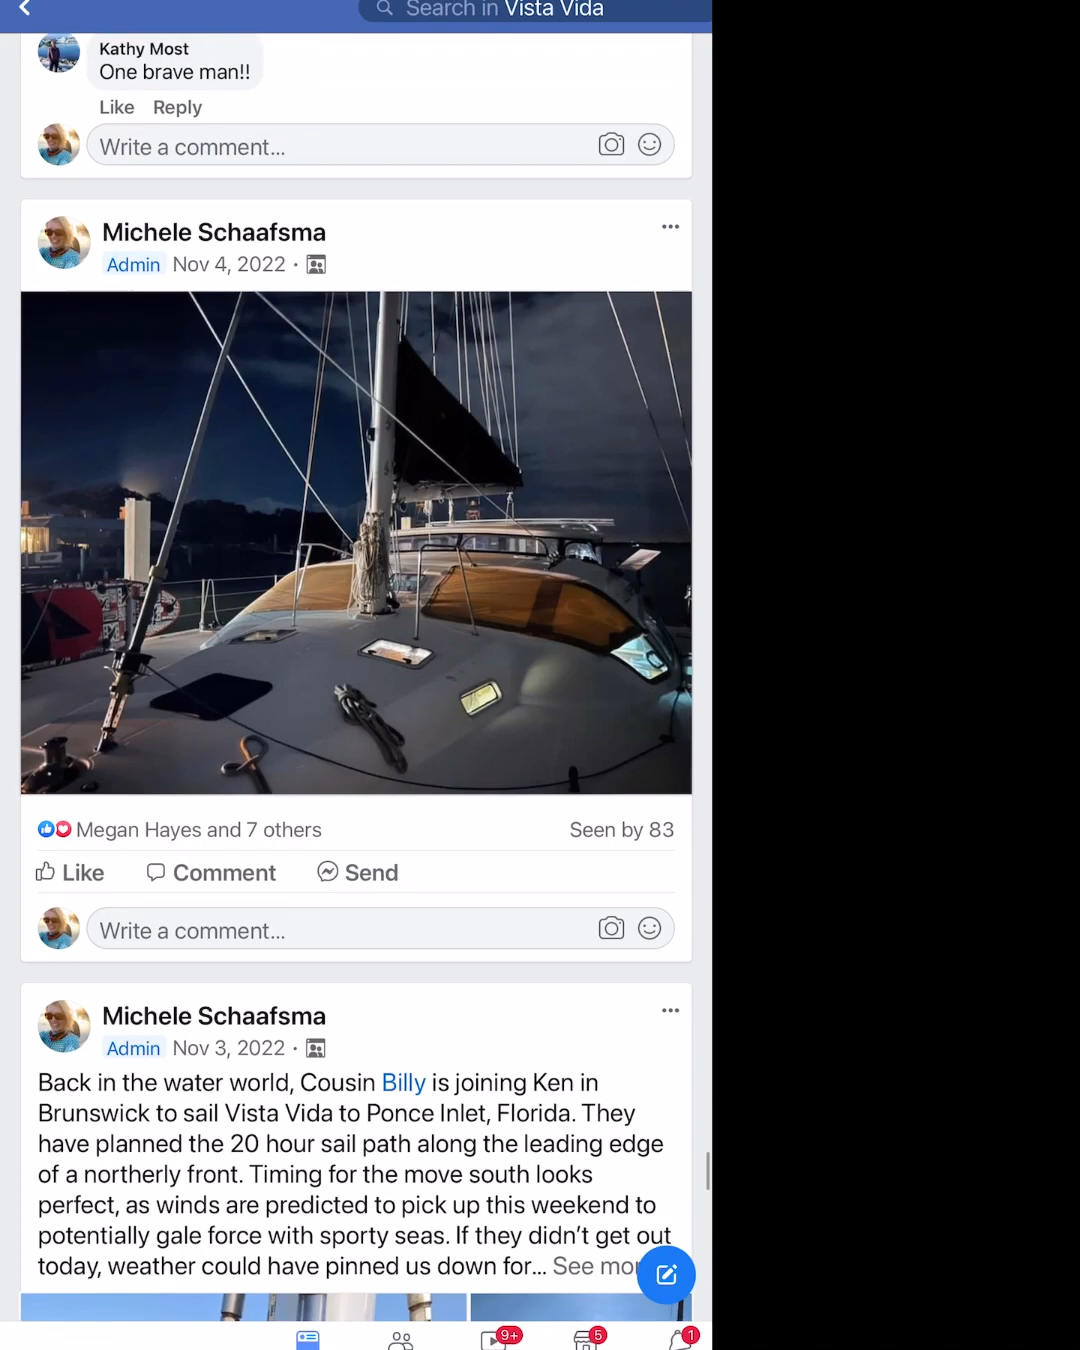 Search in Vista Vida
Kathy Most
One brave man!!
Like Reply
Write a comment...
Michele Schaafsma
Admin Nov 4, 2022 ·
Megan Hayes and 7 others Seen by 83
Like Comment Send
Write a comment...
Michele Schaafsma
Admin Nov 3, 2022 ·
Back in the water world, Cousin Billy is joining Ken in
Brunswick to sail Vista Vida to Ponce Inlet, Florida. They
have planned the 20 hour sail path along the leading edge
of a northerly front. Timing for the move south looks
perfect, as winds are predicted to pick up this weekend to
potentially gale force with sporty seas. If they didn't get out
today, weather could have pinned us down for... See
9+ 5 1